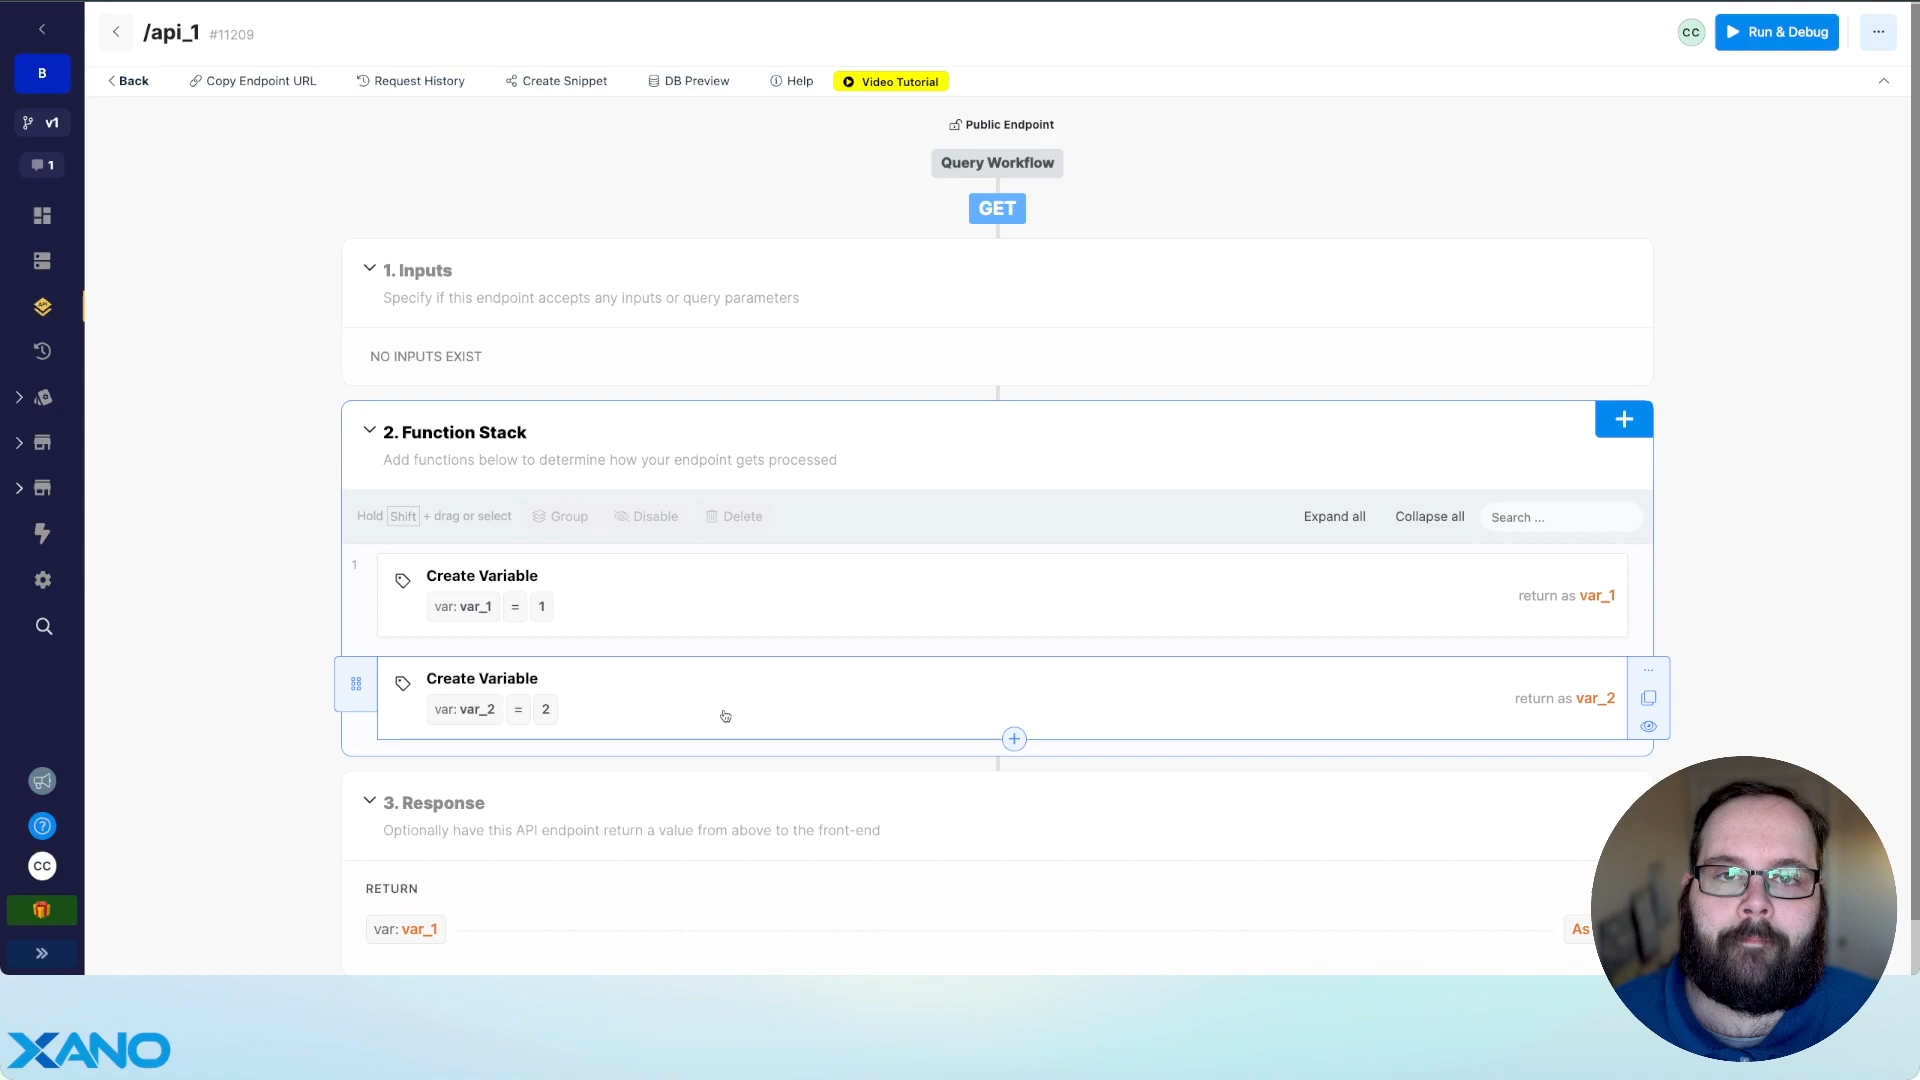 /api_1 #11209
CC
Run & Debug
B
Back
Copy Endpoint URL
Request History
Create Snippet
DB Preview
Help
Video Tutorial
v1
1
Public Endpoint
Query Workflow
GET
1. Inputs
Specify if this endpoint accepts any inputs or query parameters
NO INPUTS EXIST
2. Function Stack
Add functions below to determine how your endpoint gets processed
Hold Shift + drag or select
Group
Disable
Delete
Expand all
Collapse all
Search ...
1
Create Variable
var: var_1 = 1
return as var_1
Create Variable
var: var_2 = 2
return as var_2
3. Response
Optionally have this API endpoint return a value from above to the front-end
RETURN
var: var_1
As
CC
XANO